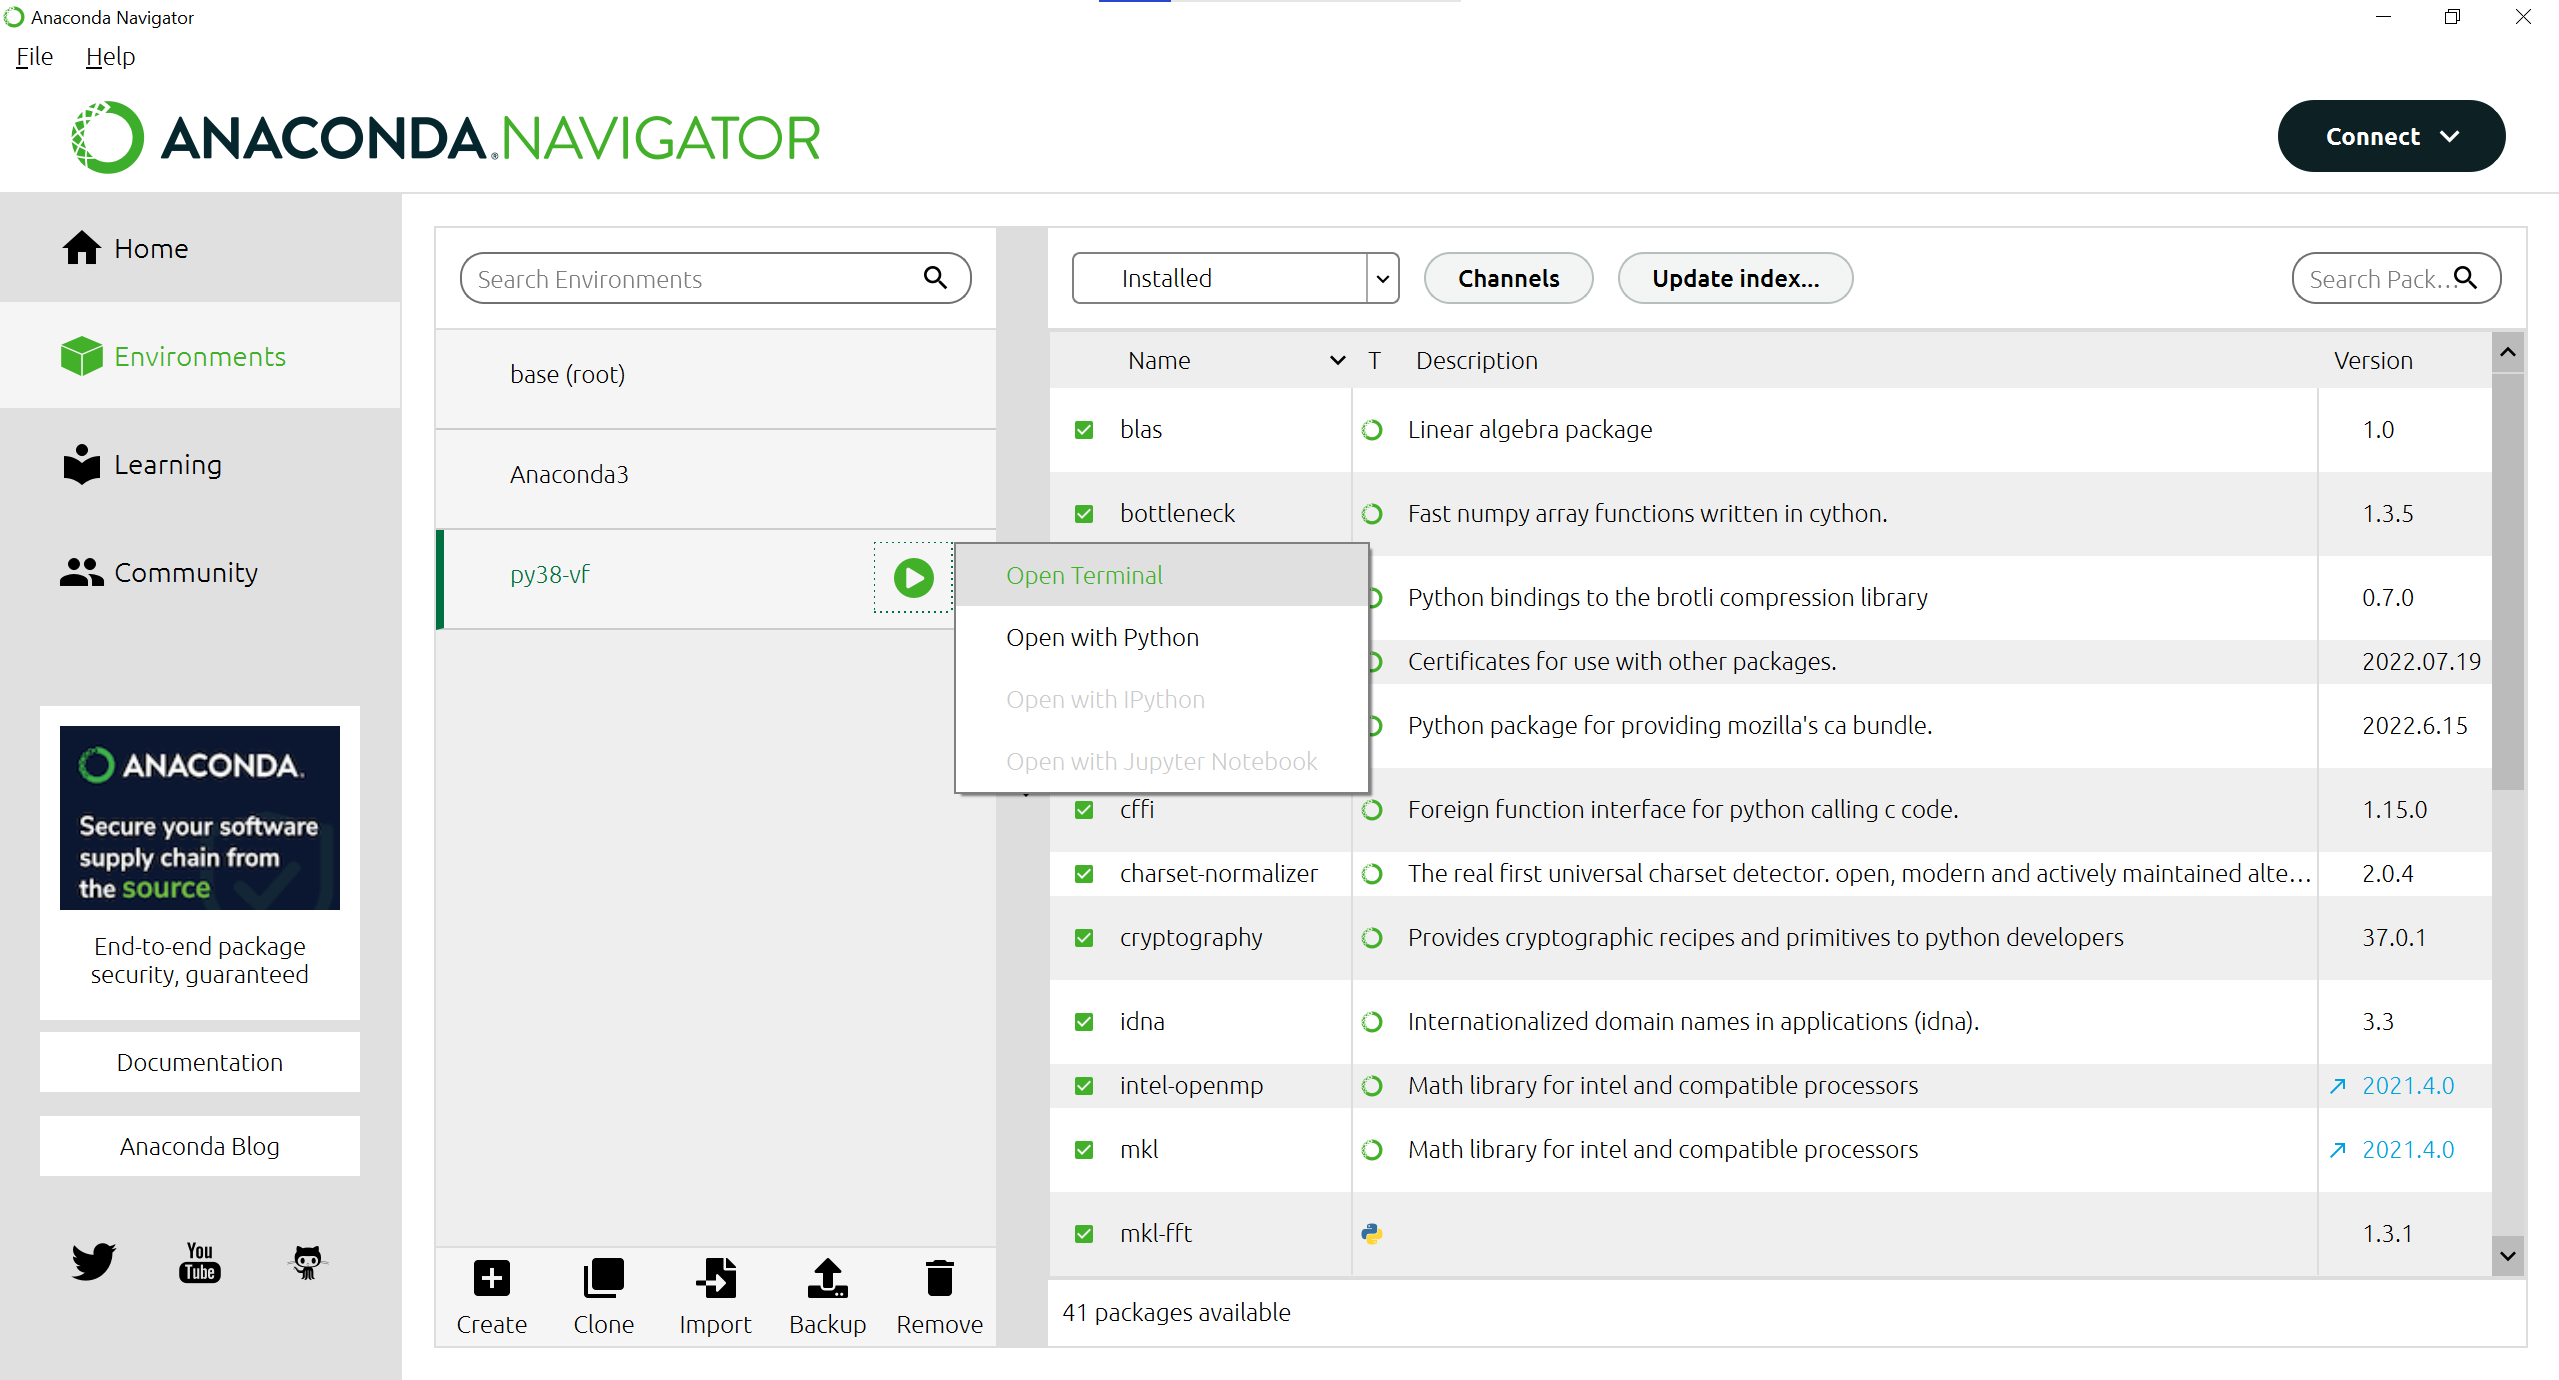 Anaconda Navigator
File Help
ANACONDA.NAVIGATOR
Connect
Home
Environments
Learning
Community
ANACONDA.
Secure your software
supply chain from
the source
End-to-end package
security, guaranteed
Documentation
Anaconda Blog
You
Tube
Search Environments
base (root)
Anaconda3
py38-vf
Open Terminal
Open with Python
Open with IPython
Open with Jupyter Notebook
Create Clone Import Backup Remove
Installed Channels Update index... Search Pack...
Name T Description Version
blas Linear algebra package 1.0
bottleneck Fast numpy array functions written in cython. 1.3.5
Python bindings to the brotli compression library 0.7.0
Certificates for use with other packages. 2022.07.19
Python package for providing mozilla's ca bundle. 2022.6.15
cffi Foreign function interface for python calling c code. 1.15.0
charset-normalizer The real first universal charset detector. open, modern and actively maintained alte... 2.0.4
cryptography Provides cryptographic recipes and primitives to python developers 37.0.1
idna Internationalized domain names in applications (idna). 3.3
intel-openmp Math library for intel and compatible processors 2021.4.0
mkl Math library for intel and compatible processors 2021.4.0
mkl-fft 1.3.1
41 packages available